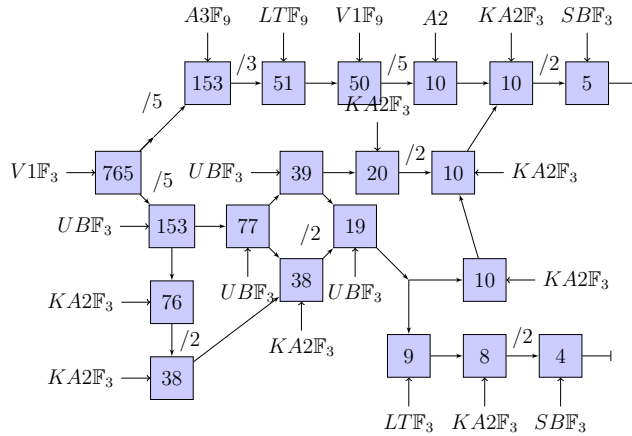 A3𝔽₉ LT𝔽₉ V1𝔽₉ A2 KA2𝔽₃ SB𝔽₃
/3 /5 /2
153 51 50 10 10 5
/5 KA2𝔽₃
/2
UB𝔽₃ 39 20 10 KA2𝔽₃
V1𝔽₃ 765
/5
UB𝔽₃ 153 77 /2 19
38 10 KA2𝔽₃
UB𝔽₃ UB𝔽₃
KA2𝔽₃ 76
KA2𝔽₃
/2
9 8 /2 4
KA2𝔽₃ 38
LT𝔽₃ KA2𝔽₃ SB𝔽₃